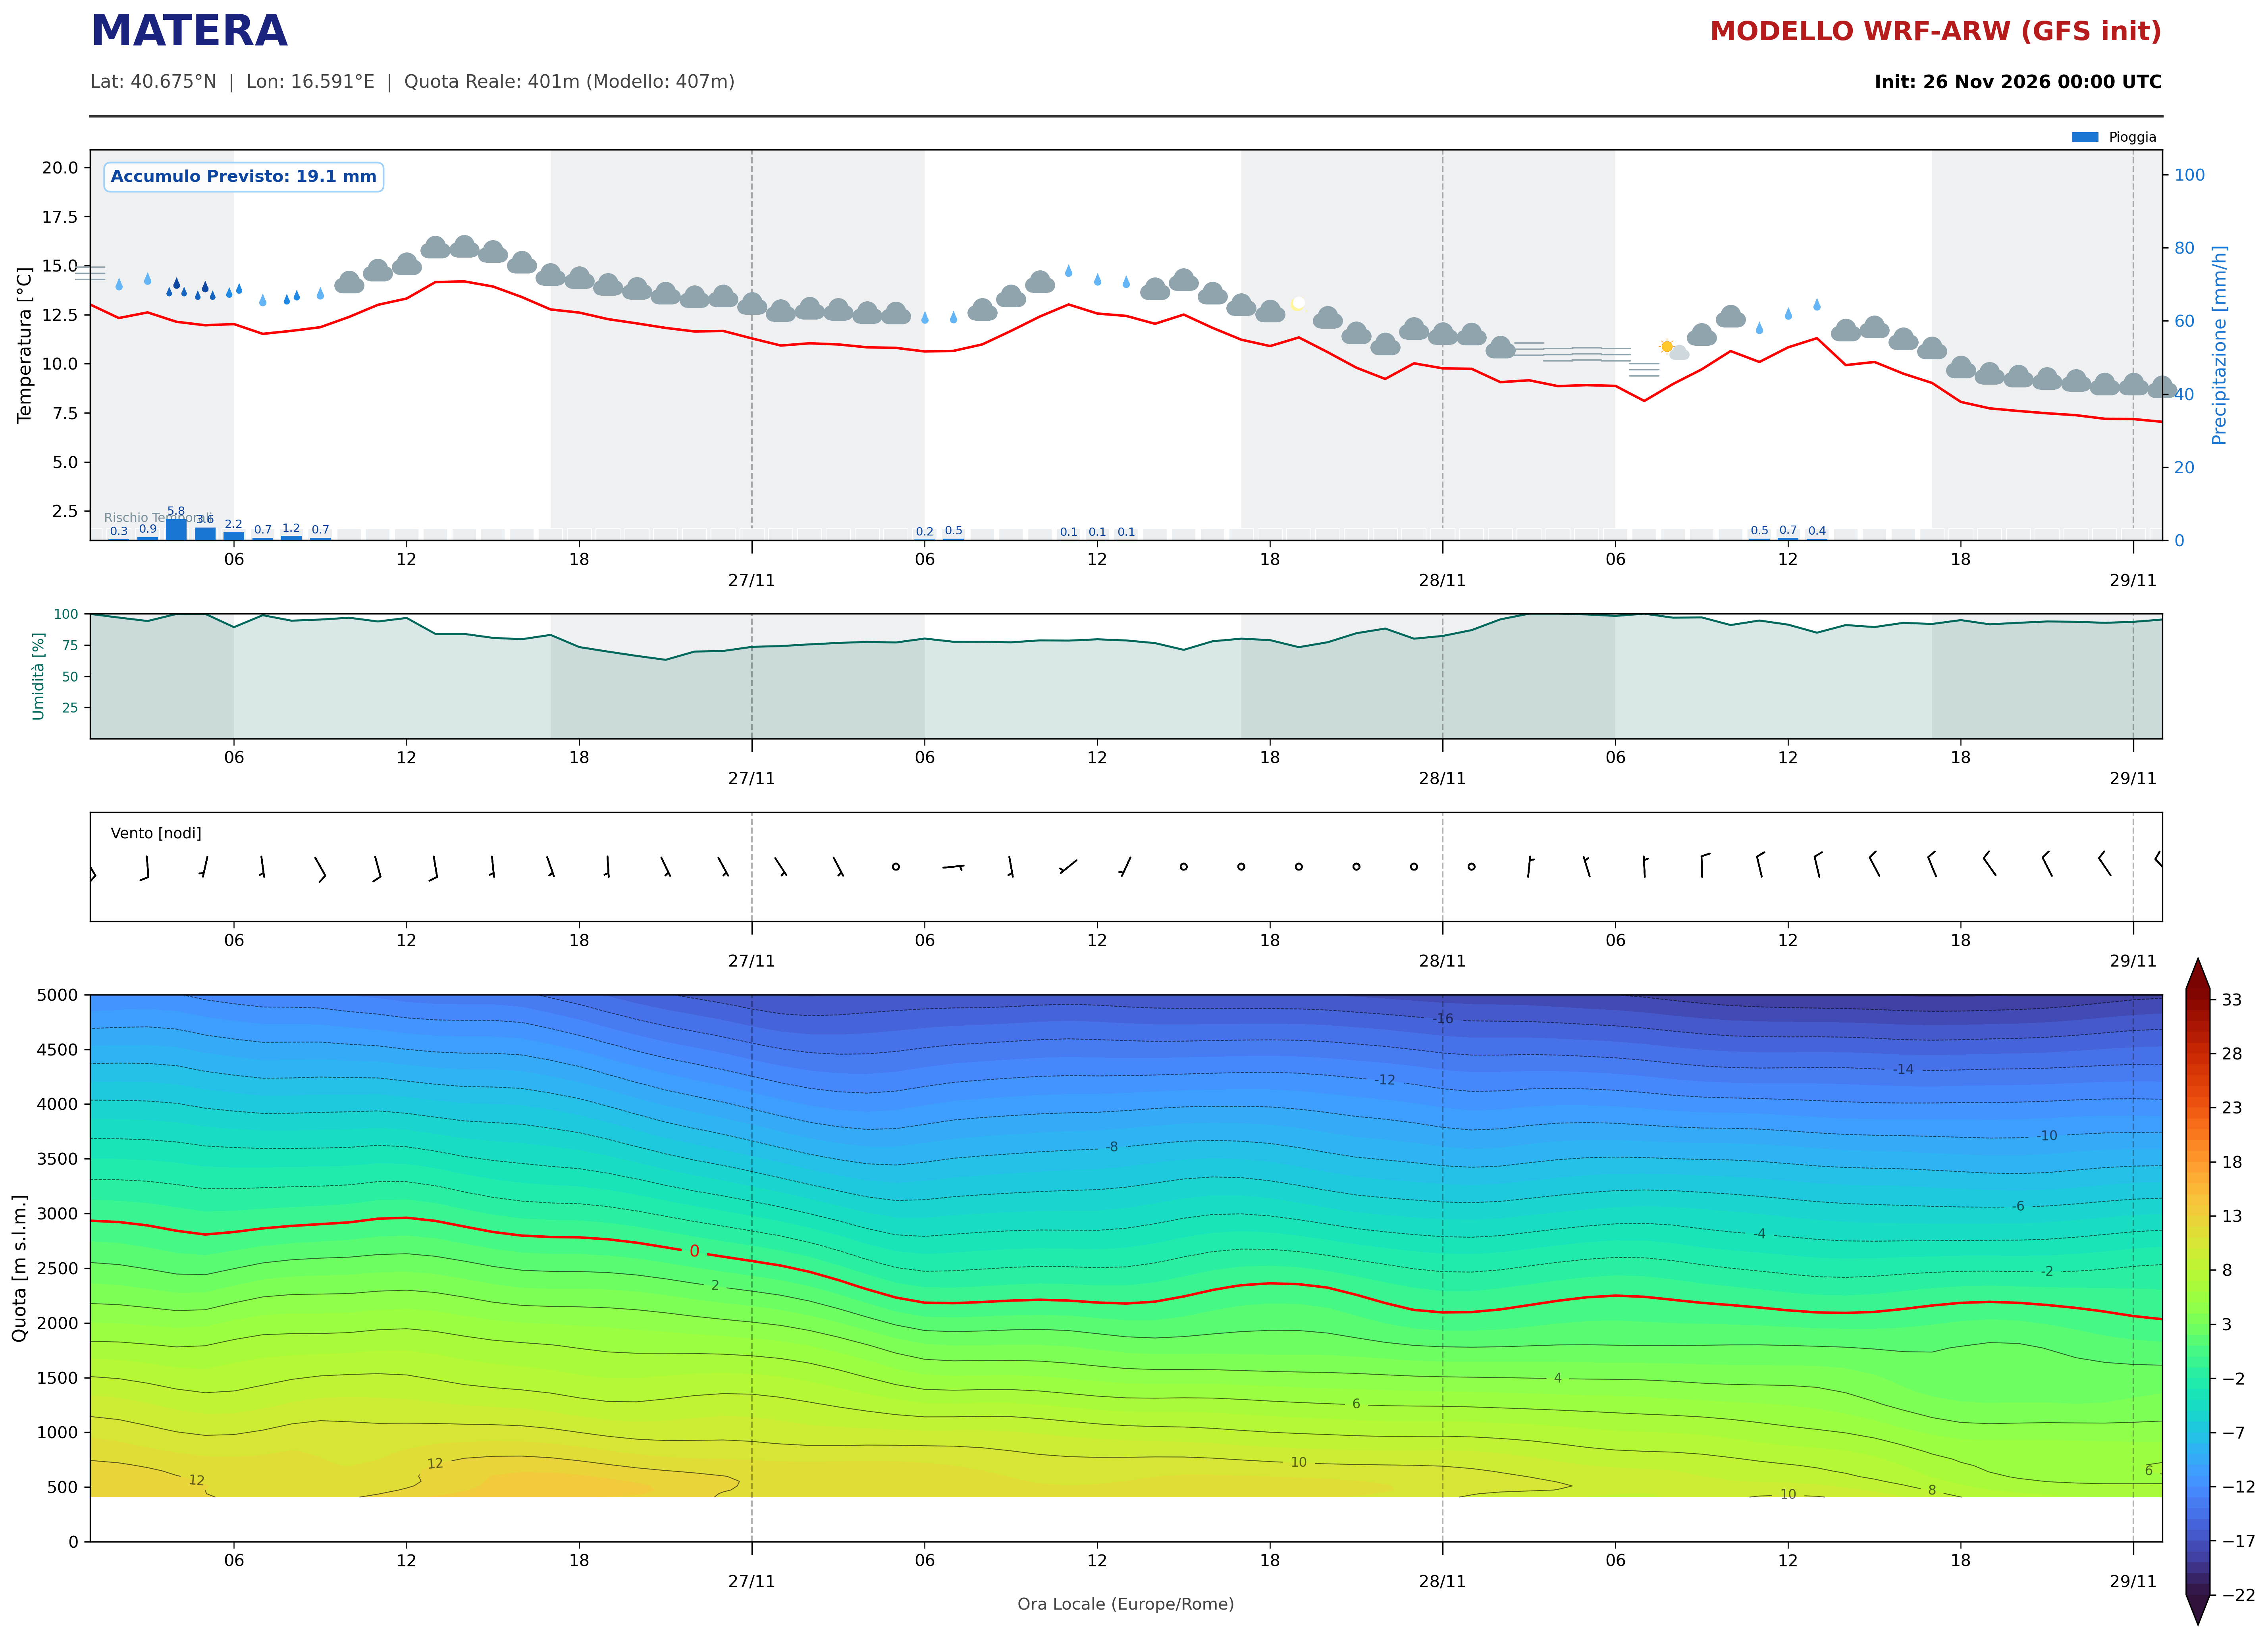 MATERA
MODELLO WRF-ARW (GFS init)
Lat: 40.675°N | Lon: 16.591°E | Quota Reale: 401m (Modello: 407m)
Init: 26 Nov 2026 00:00 UTC
Pioggia
Accumulo Previsto: 19.1 mm
Temperatura [°C]
20.0
17.5
15.0
12.5
10.0
7.5
5.0
2.5
Precipitazione [mm/h]
100
80
60
40
20
0
Rischio Temporali
0.3 0.9 5.8 3.6 2.2 0.7 1.2 0.7 0.2 0.5 0.1 0.1 0.1 0.5 0.7 0.4
06 12 18 06 12 18 06 12 18
27/11 28/11 29/11
Umidità [%]
100
75
50
25
06 12 18 06 12 18 06 12 18
27/11 28/11 29/11
Vento [nodi]
06 12 18 06 12 18 06 12 18
27/11 28/11 29/11
Quota [m s.l.m.]
5000
4500
4000
3500
3000
2500
2000
1500
1000
500
0
-16
-14
-12
-10
-8
-6
-4
-2
0
2
4
6
12
12
10
10
8
6
06 12 18 06 12 18 06 12 18
27/11 28/11 29/11
Ora Locale (Europe/Rome)
33
28
23
18
13
8
3
−2
−7
−12
−17
−22